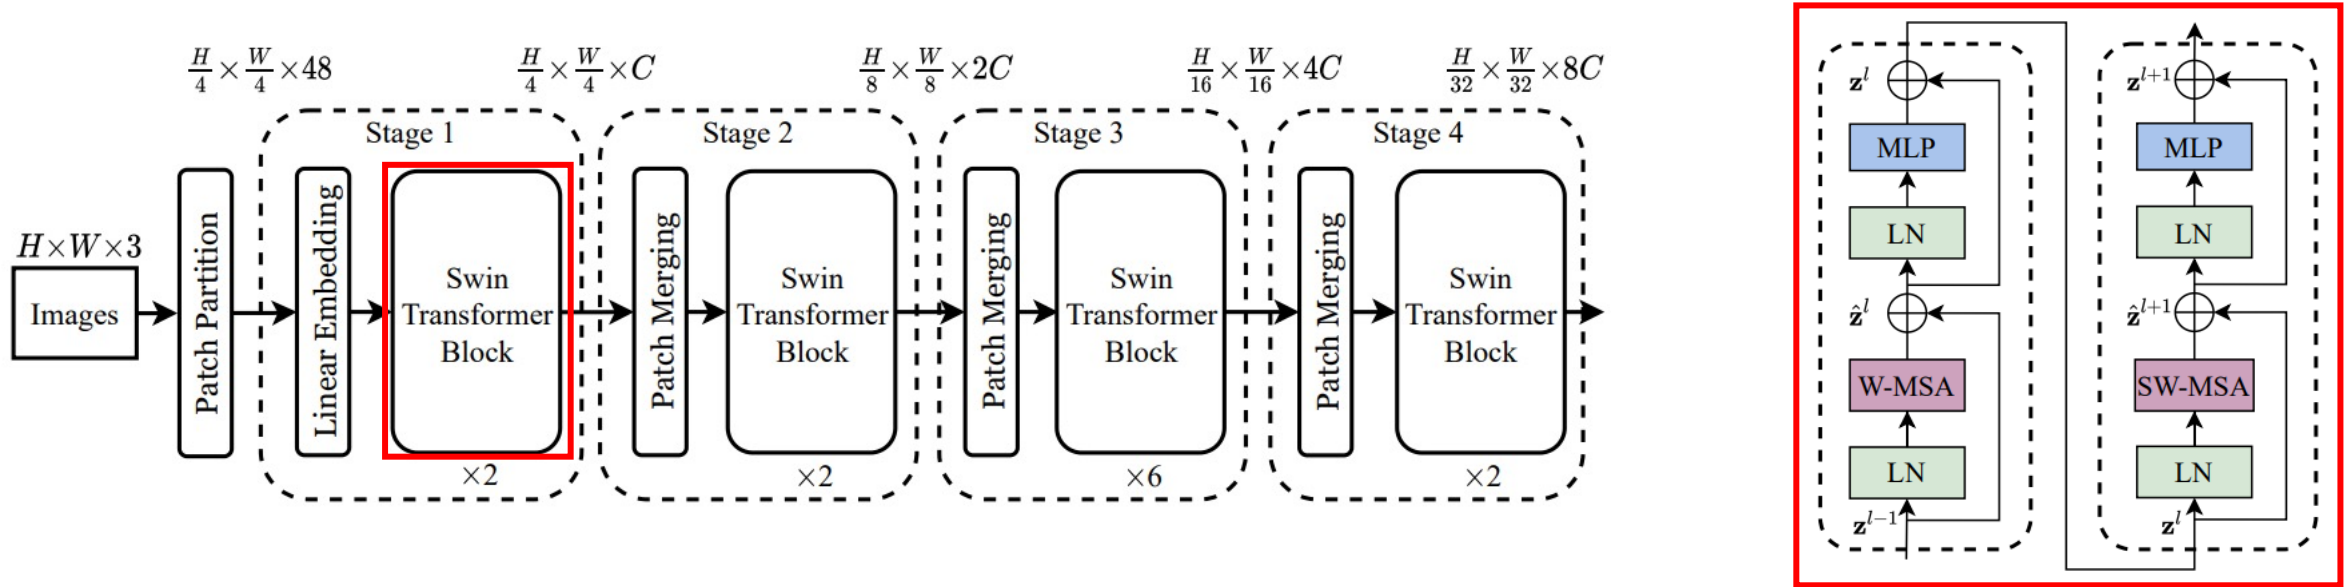 H/4 × W/4 × 48
H/4 × W/4 × C
H/8 × W/8 × 2C
H/16 × W/16 × 4C
H/32 × W/32 × 8C
Stage 1
Stage 2
Stage 3
Stage 4
H×W×3
Images
Patch Partition
Linear Embedding
Swin
Transformer
Block
×2
Patch Merging
Swin
Transformer
Block
×2
Patch Merging
Swin
Transformer
Block
×6
Patch Merging
Swin
Transformer
Block
×2
z^l
MLP
LN
ẑ^l
W-MSA
LN
z^{l−1}
z^{l+1}
MLP
LN
ẑ^{l+1}
SW-MSA
LN
z^l